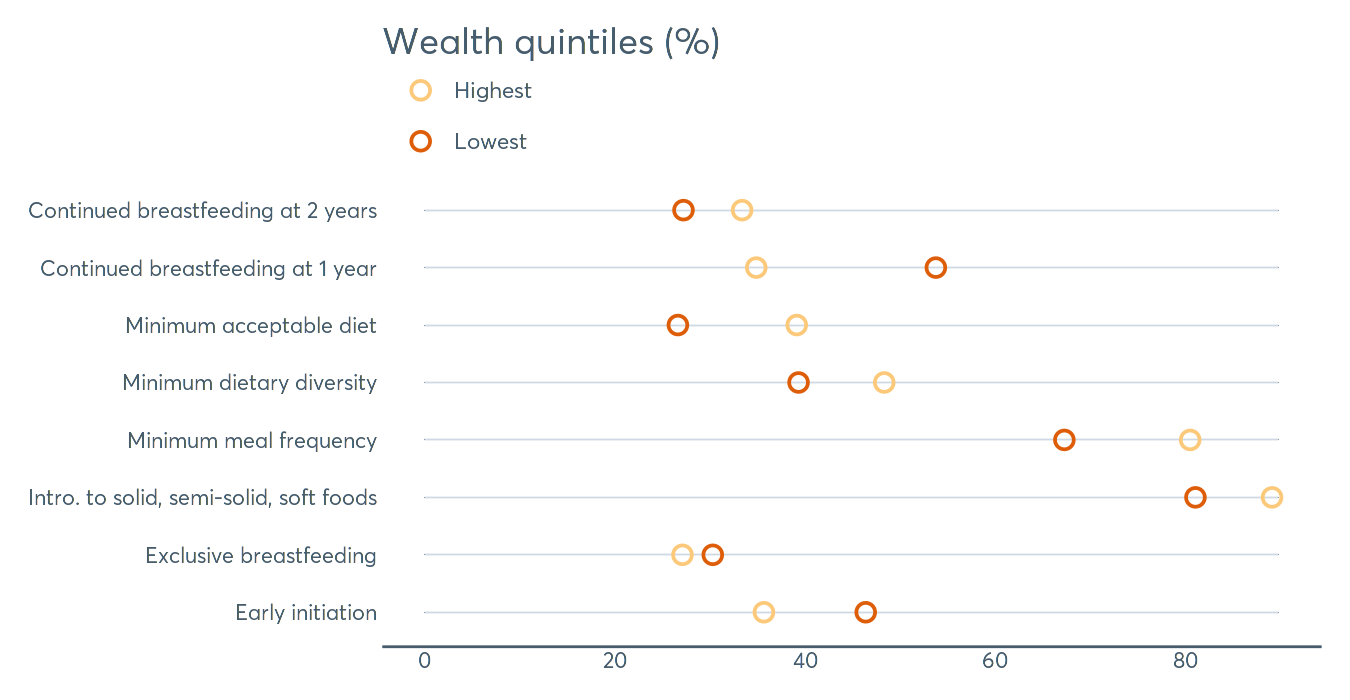 Wealth quintiles (%)
Highest
Lowest
Continued breastfeeding at 2 years
Continued breastfeeding at 1 year
Minimum acceptable diet
Minimum dietary diversity
Minimum meal frequency
Intro. to solid, semi-solid, soft foods
Exclusive breastfeeding
Early initiation
0 20 40 60 80